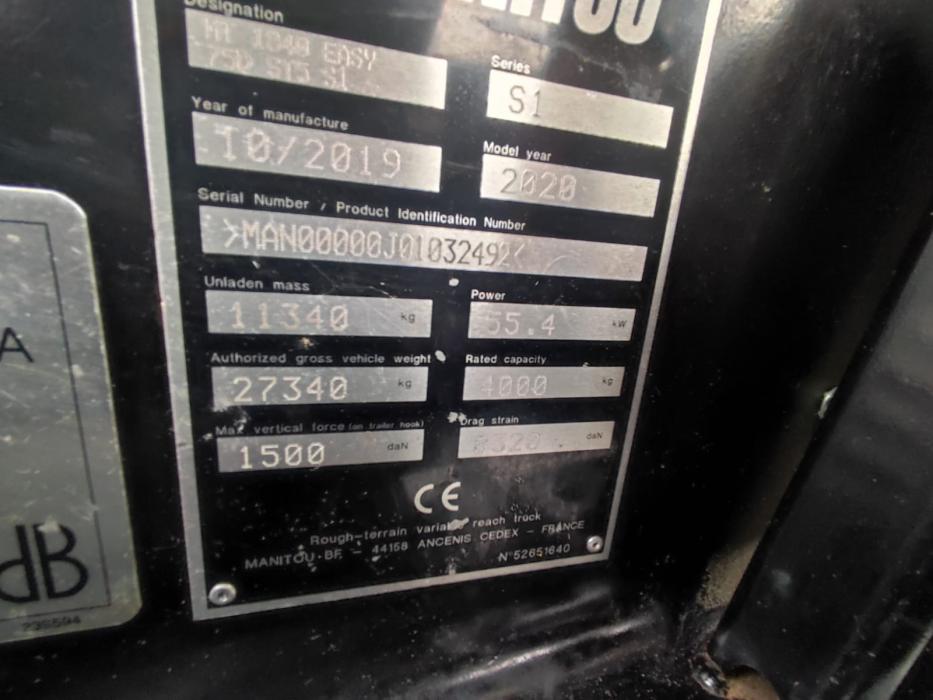 MANITOU
Designation
MT 1840 EASY
75D ST5 S1
Series
S1
Year of manufacture
10/2019
Model year
2020
Serial Number / Product Identification Number
>MAN00000J01032492<
Unladen mass
11340 kg
Power
55.4 kW
Authorized gross vehicle weight
27340 kg
Rated capacity
4000 kg
Max vertical force (on trailer hook)
1500 daN
Drag strain
daN
CE
Rough-terrain variable reach truck
MANITOU BF - 44158 ANCENIS CEDEX - FRANCE
N°52651640
A
dB